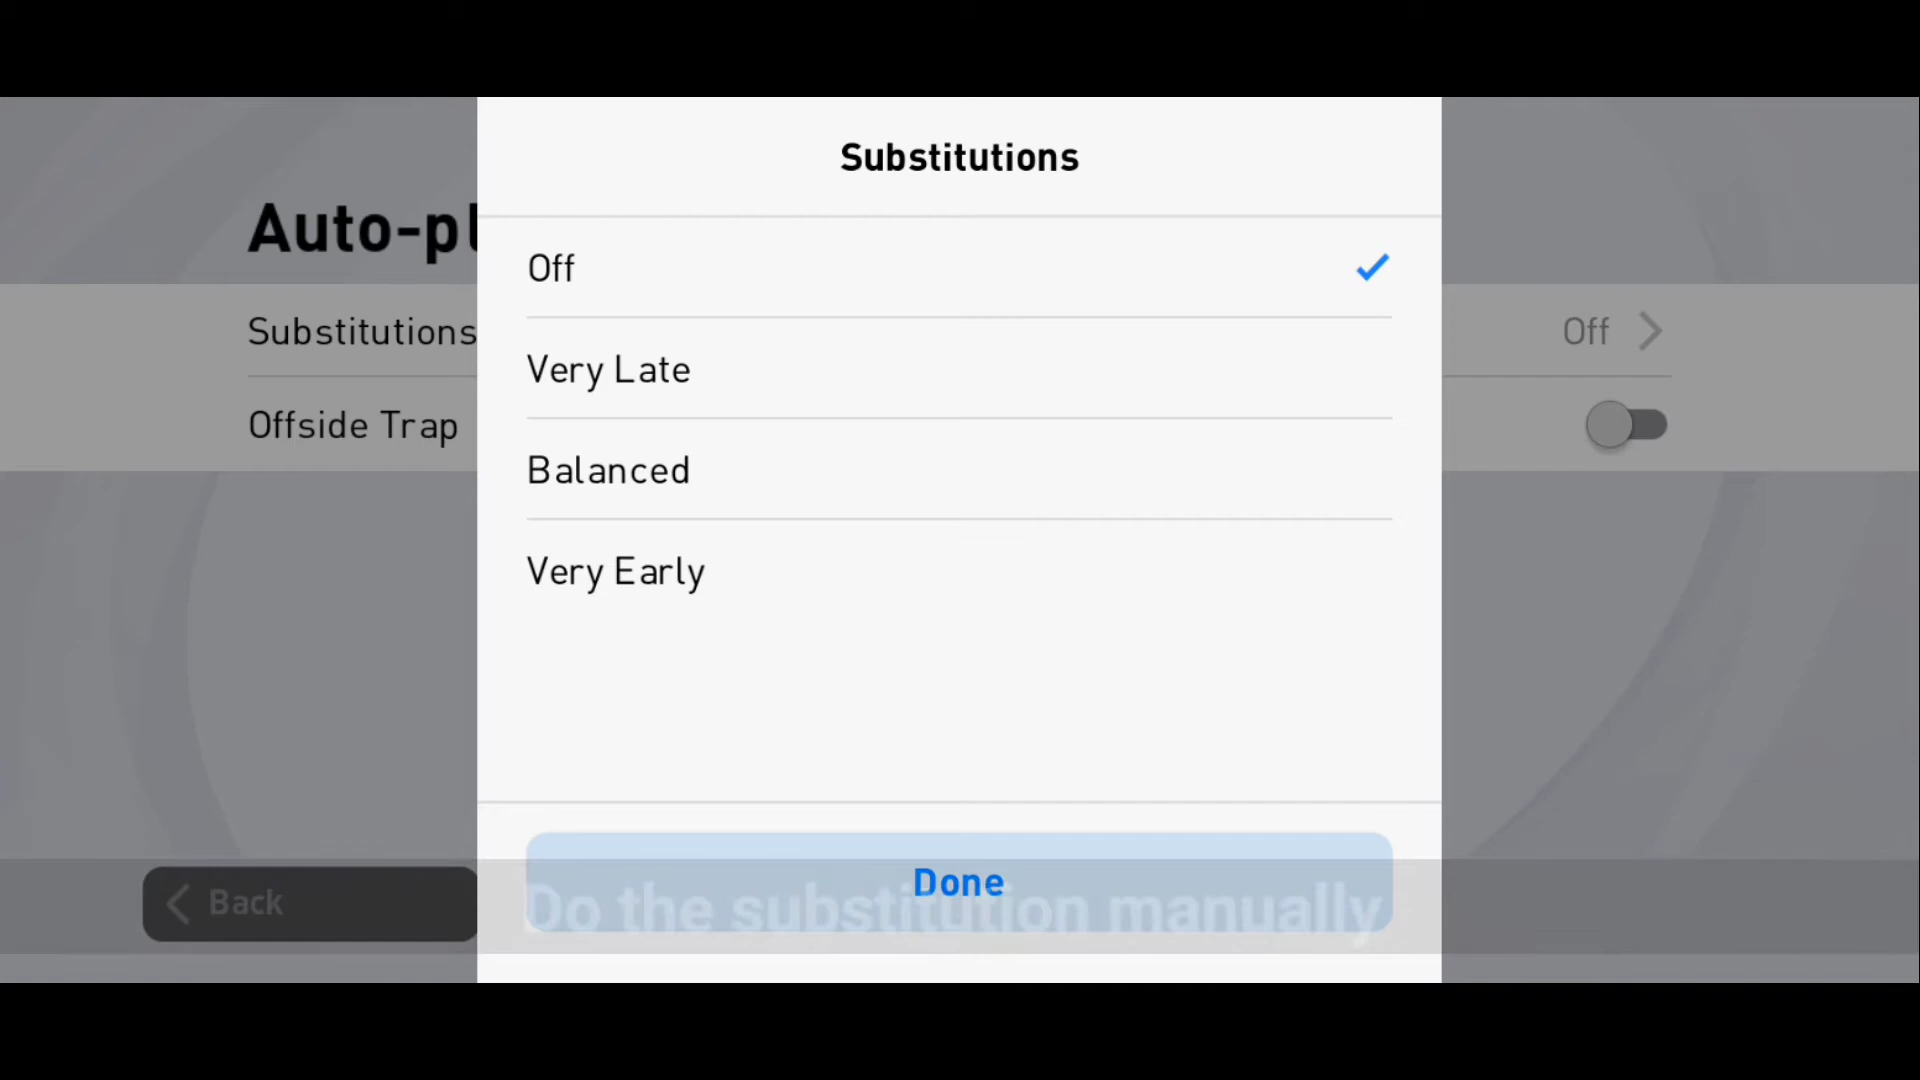 Substitutions
Auto-pl
Off
Substitutions
Off
Very Late
Offside Trap
Balanced
Very Early
Done
Back
Do the substitution manually